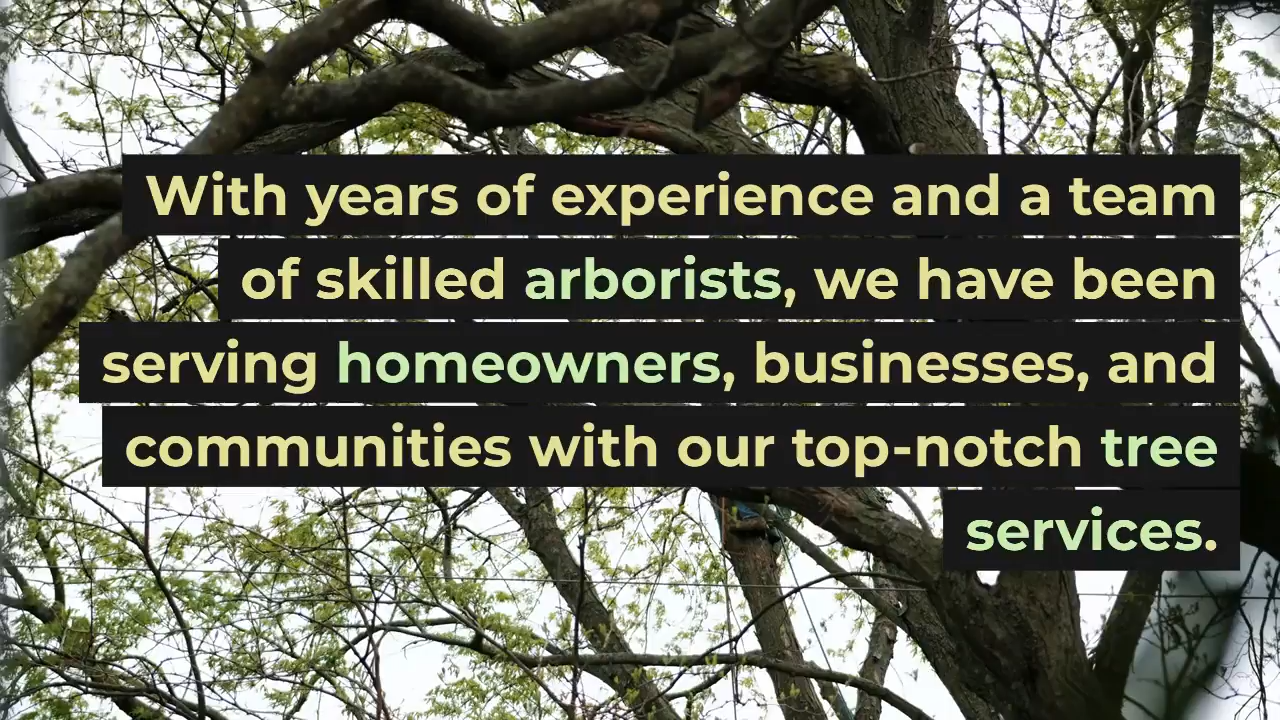 With years of experience and a team
of skilled arborists, we have been
serving homeowners, businesses, and
communities with our top-notch tree
services.